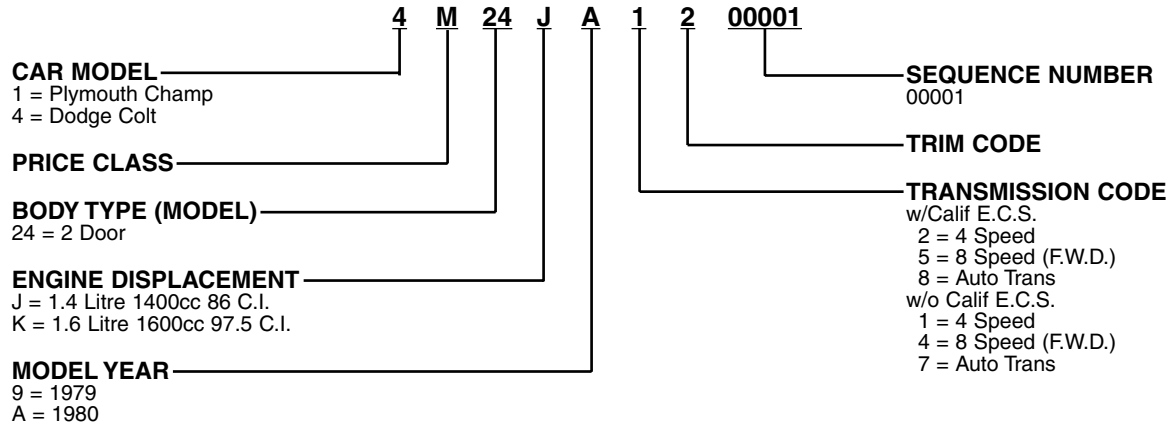 4 M 24 J A 1 2 00001
CAR MODEL
1 = Plymouth Champ
4 = Dodge Colt
PRICE CLASS
BODY TYPE (MODEL)
24 = 2 Door
ENGINE DISPLACEMENT
J = 1.4 Litre 1400cc 86 C.I.
K = 1.6 Litre 1600cc 97.5 C.I.
MODEL YEAR
9 = 1979
A = 1980
SEQUENCE NUMBER
00001
TRIM CODE
TRANSMISSION CODE
w/Calif E.C.S.
2 = 4 Speed
5 = 8 Speed (F.W.D.)
8 = Auto Trans
w/o Calif E.C.S.
1 = 4 Speed
4 = 8 Speed (F.W.D.)
7 = Auto Trans